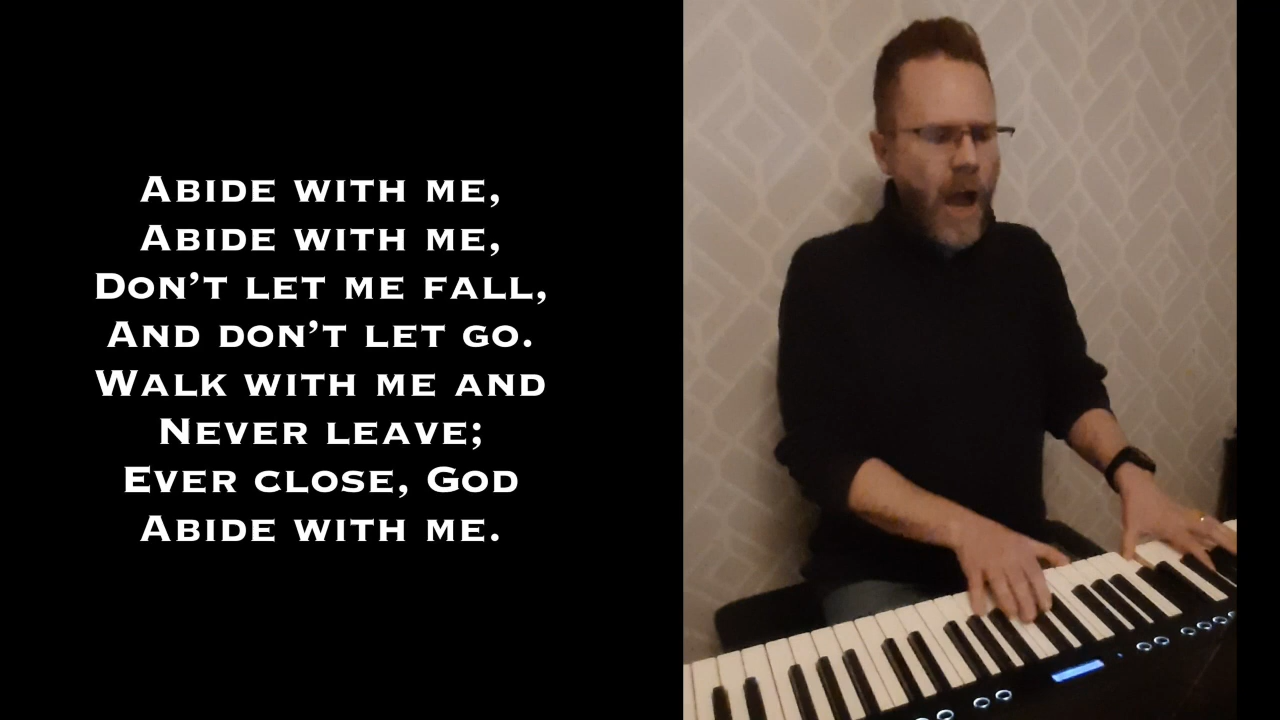 Abide with me,
Abide with me,
Don't let me fall,
And don't let go.
Walk with me and
Never leave;
Ever close, God
Abide with me.